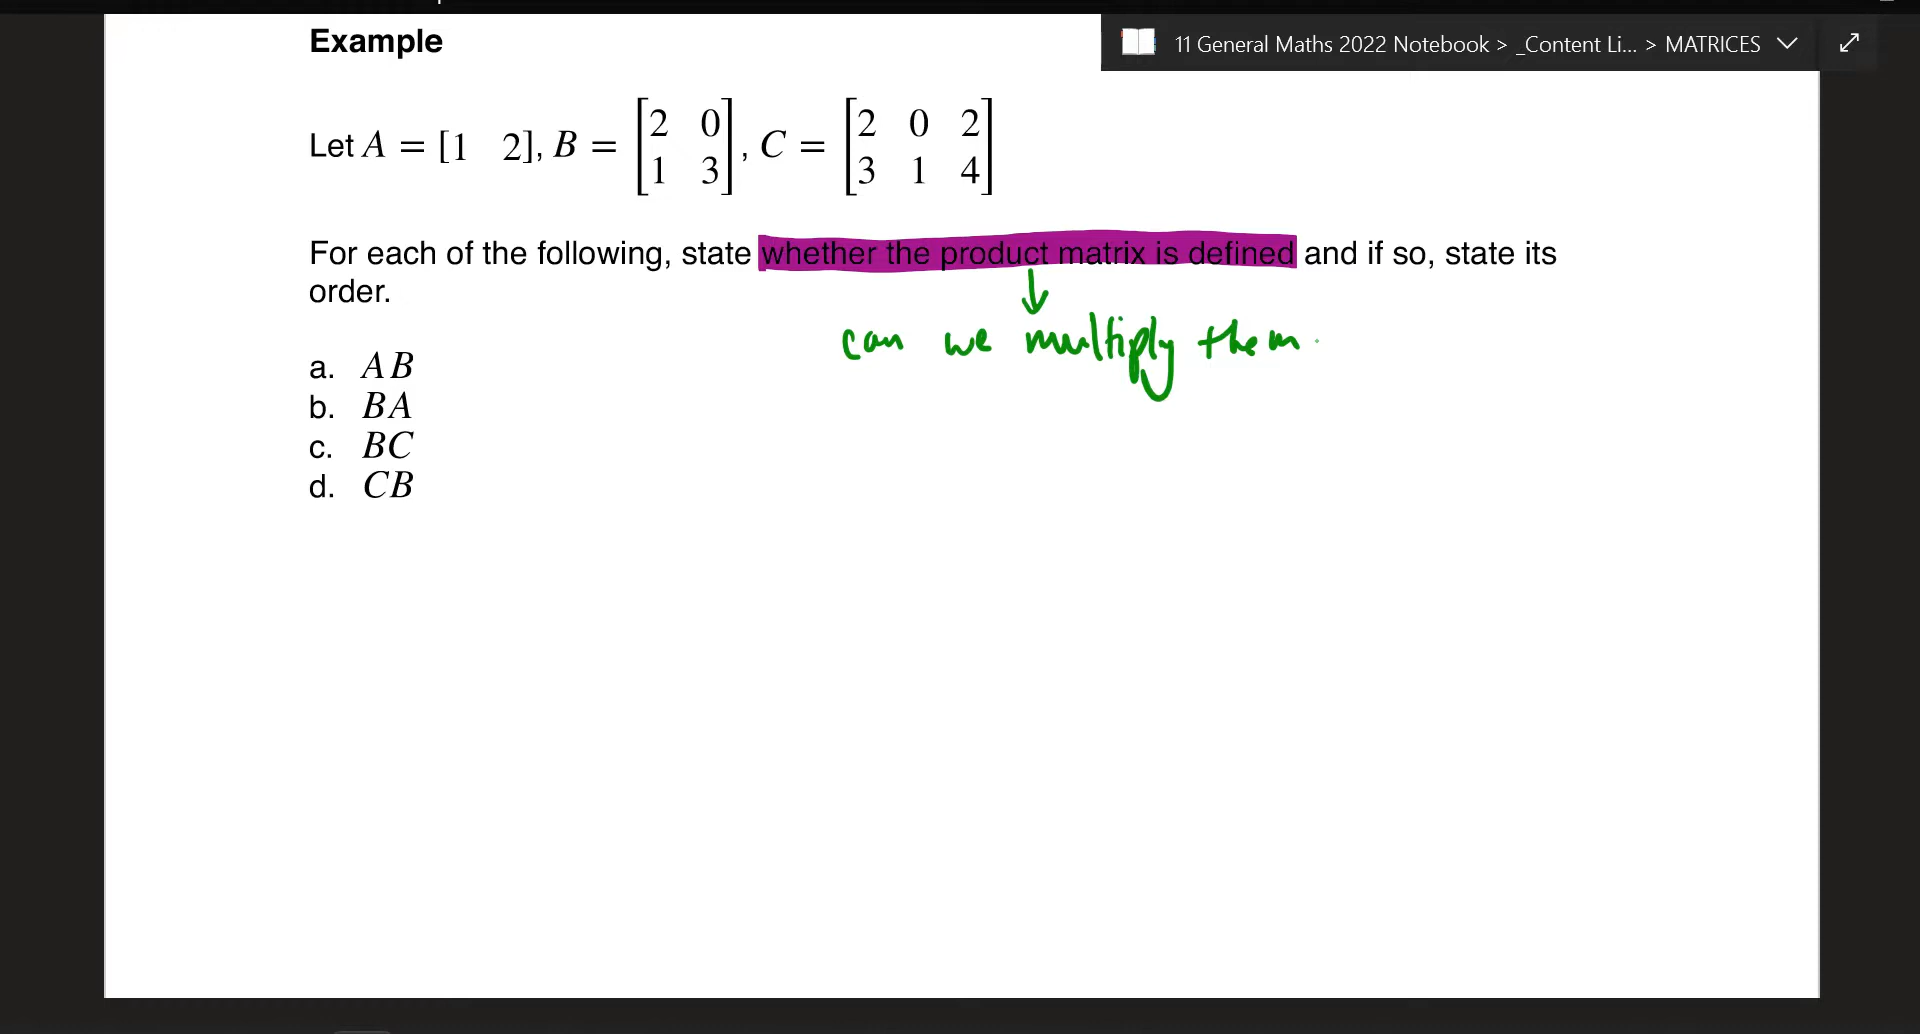 Example
11 General Maths 2022 Notebook > _Content Li... > MATRICES
Let A = [1 2], B = [2 0 1 3], C = [2 0 2 3 1 4]
For each of the following, state whether the product matrix is defined and if so, state its
order.
can we multiply them.
a. AB
b. BA
c. BC
d. CB